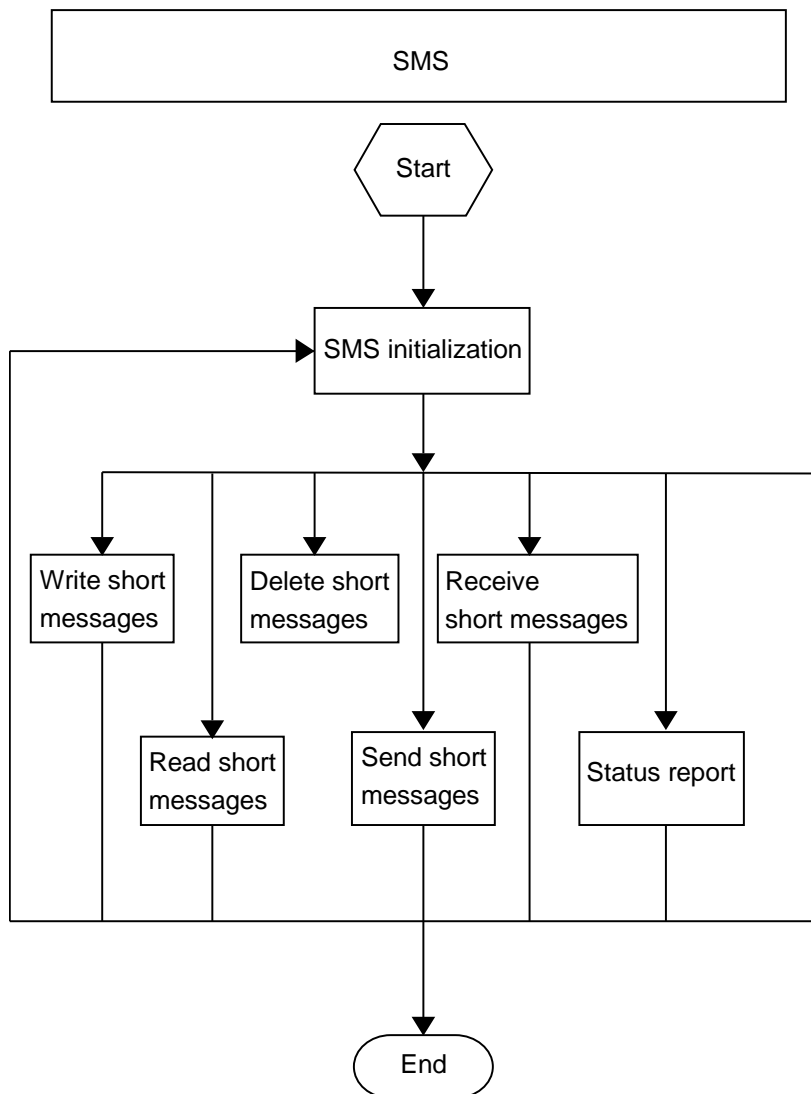 SMS
Start
SMS initialization
Write short
messages
Delete short
messages
Receive
short messages
Read short
messages
Send short
messages
Status report
End